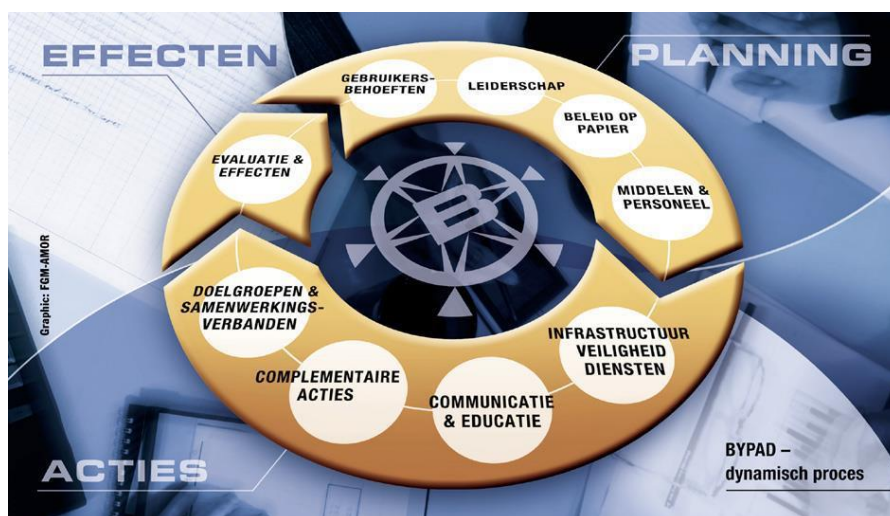 EFFECTEN
PLANNING
GEBRUIKERS-
BEHOEFTEN
LEIDERSCHAP
BELEID OP
PAPIER
MIDDELEN &
PERSONEEL
EVALUATIE &
EFFECTEN
B
DOELGROEPEN &
SAMENWERKINGS-
VERBANDEN
COMPLEMENTAIRE
ACTIES
COMMUNICATIE
& EDUCATIE
INFRASTRUCTUUR
VEILIGHEID
DIENSTEN
Graphic: FGM-AMOR
ACTIES
BYPAD –
dynamisch proces